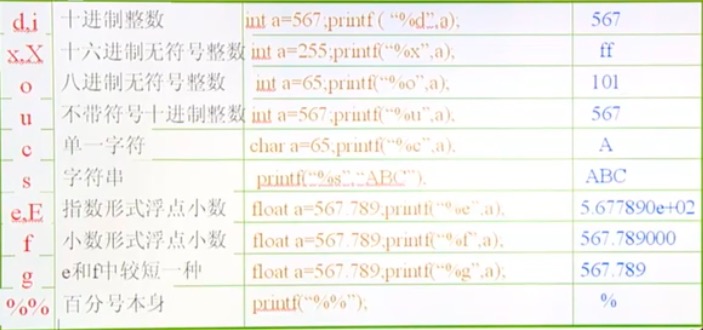 d,i 十进制整数 int a=567;printf ( “%d”,a); 567
x,X 十六进制无符号整数 int a=255;printf(“%x”,a); ff
o 八进制无符号整数 int a=65;printf(“%o”,a); 101
u 不带符号十进制整数 int a=567;printf(“%u”,a); 567
c 单一字符 char a=65;printf(“%c”,a); A
s 字符串 printf(“%s”,“ABC”); ABC
e,E 指数形式浮点小数 float a=567.789;printf(“%e”,a); 5.677890e+02
f 小数形式浮点小数 float a=567.789;printf(“%f”,a); 567.789000
g e和f中较短一种 float a=567.789;printf(“%g”,a); 567.789
%% 百分号本身 printf(“%%”); %